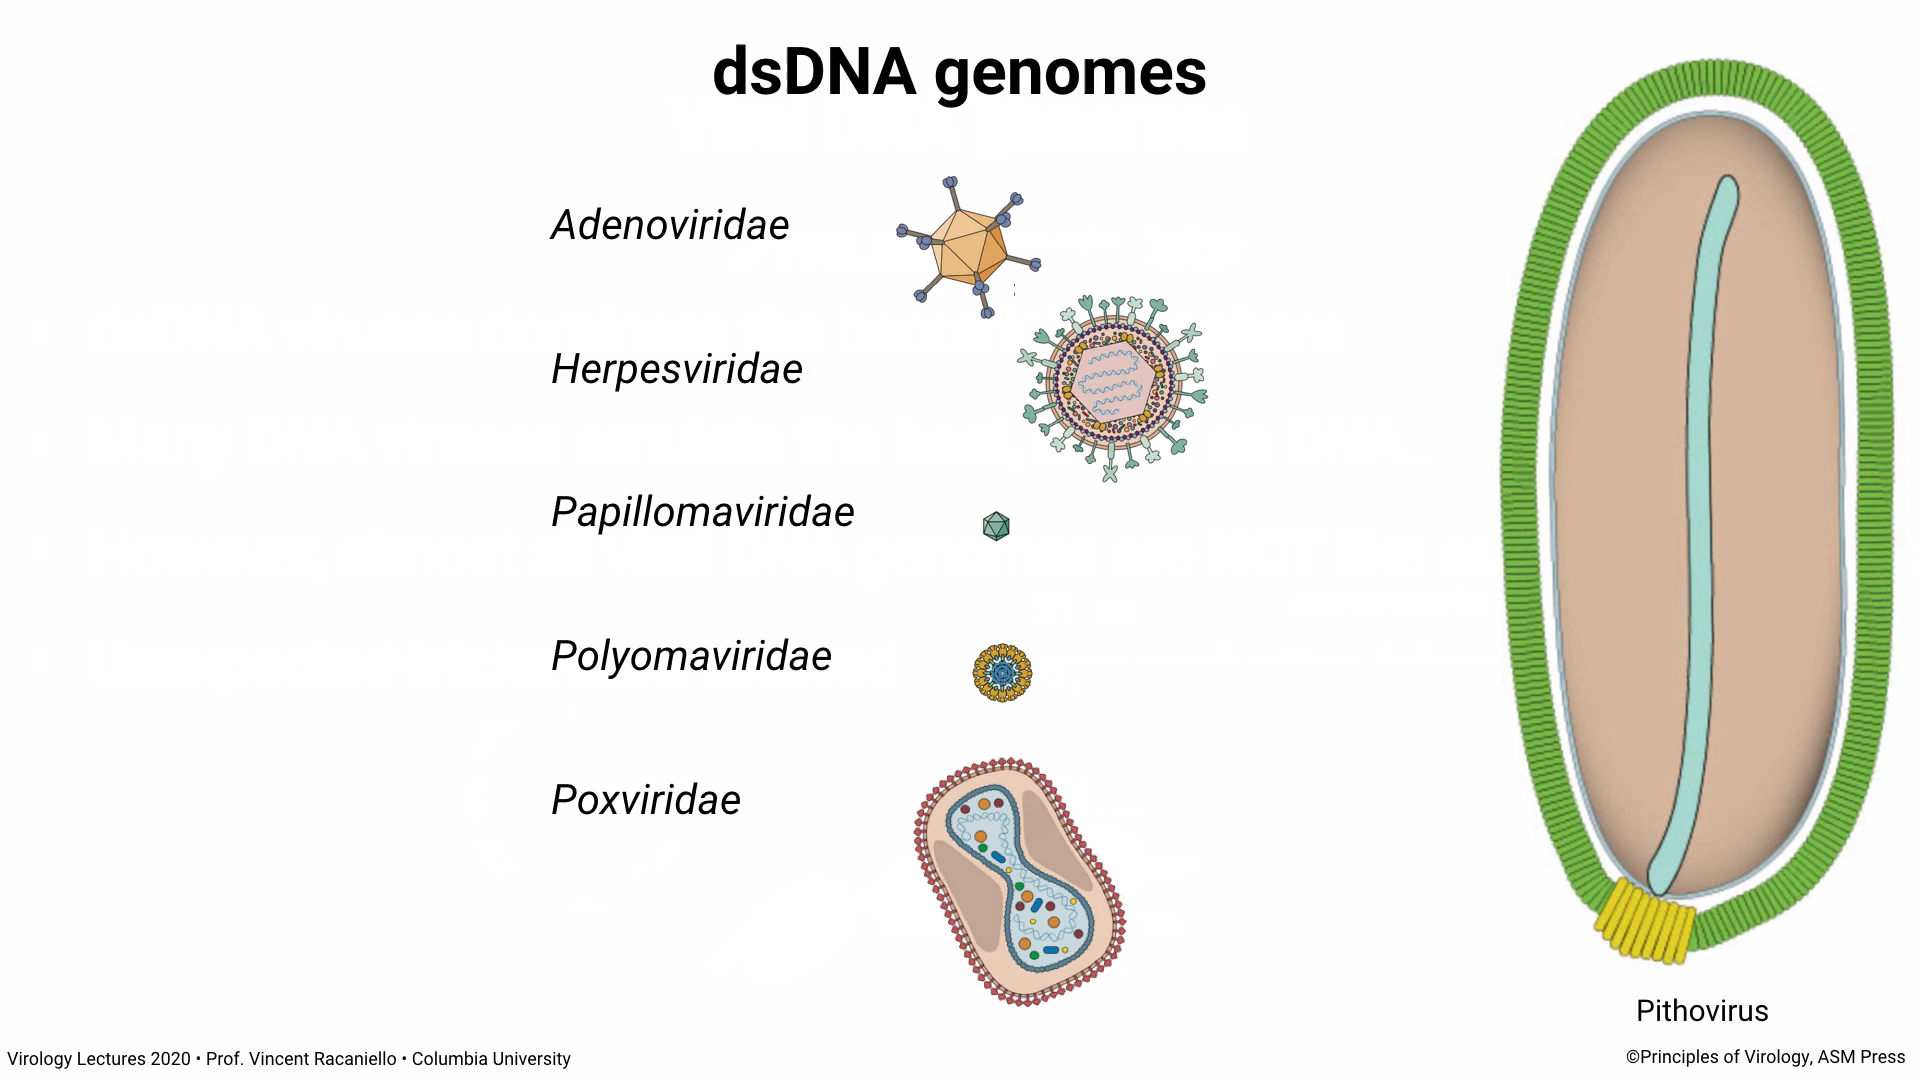 dsDNA genomes
Adenoviridae
Herpesviridae
Papillomaviridae
Polyomaviridae
Poxviridae
Pithovirus
Virology Lectures 2020 • Prof. Vincent Racaniello • Columbia University
©Principles of Virology, ASM Press